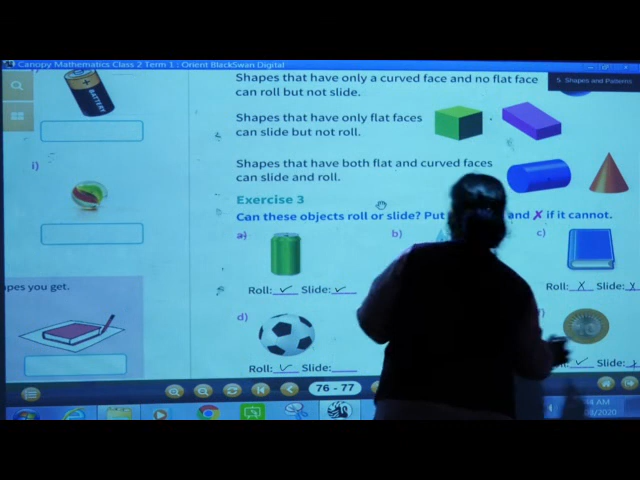 Canopy Mathematics Class 2 Term 1 : Orient BlackSwan Digital
5. Shapes and Patterns
BATTERY
i)
apes you get.
Shapes that have only a curved face and no flat face
can roll but not slide.
Shapes that have only flat faces
can slide but not roll.
Shapes that have both flat and curved faces
can slide and roll.
Exercise 3
Can these objects roll or slide? Put and ✗ if it cannot.
a) b) c)
Roll: ✓ Slide: ✓ Roll: X Slide: X
d)
Roll: ✓ Slide: ✓ Slide:
76 - 77
4 AM
/2020